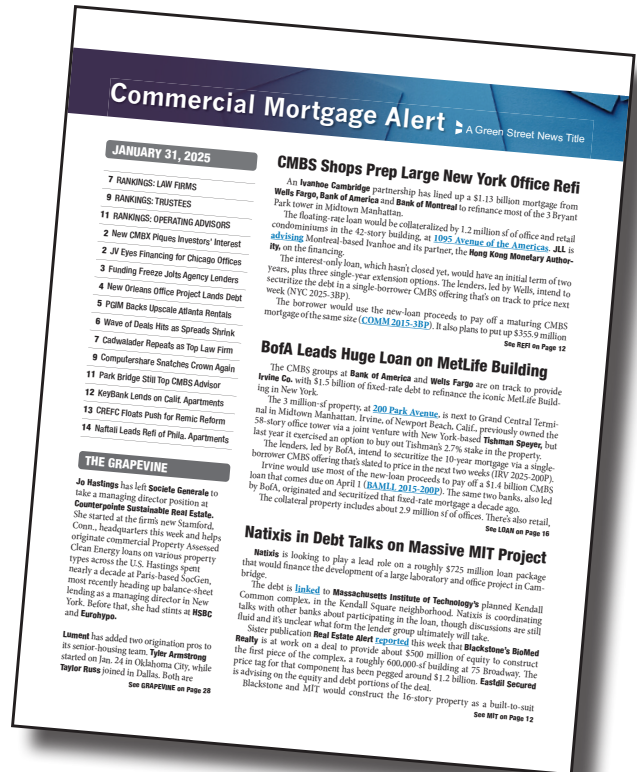 Commercial Mortgage Alert
A Green Street News Title
JANUARY 31, 2025
7 RANKINGS: LAW FIRMS
9 RANKINGS: TRUSTEES
11 RANKINGS: OPERATING ADVISORS
2 New CMBX Piques Investors' Interest
2 JV Eyes Financing for Chicago Offices
3 Funding Freeze Jolts Agency Lenders
4 New Orleans Office Project Lands Debt
5 PGIM Backs Upscale Atlanta Rentals
6 Wave of Deals Hits as Spreads Shrink
7 Cadwalader Repeats as Top Law Firm
9 Computershare Snatches Crown Again
11 Park Bridge Still Top CMBS Advisor
12 KeyBank Lends on Calif. Apartments
13 CREFC Floats Push for Remic Reform
14 Naftali Leads Refi of Phila. Apartments
THE GRAPEVINE
Jo Hastings has left Societe Generale to
take a managing director position at
Counterpointe Sustainable Real Estate.
She started at the firm's new Stamford,
Conn., headquarters this week and helps
originate commercial Property Assessed
Clean Energy loans on various property
types across the U.S. Hastings spent
nearly a decade at Paris-based SocGen,
most recently heading up balance-sheet
lending as a managing director in New
York. Before that, she had stints at HSBC
and Eurohypo.
Lument has added two origination pros to
its senior-housing team. Tyler Armstrong
started on Jan. 24 in Oklahoma City, while
Taylor Russ joined in Dallas. Both are
See GRAPEVINE on Page 28
CMBS Shops Prep Large New York Office Refi
An Ivanhoe Cambridge partnership has lined up a $1.13 billion mortgage from
Wells Fargo, Bank of America and Bank of Montreal to refinance most of the 3 Bryant
Park tower in Midtown Manhattan.
The floating-rate loan would be collateralized by 1.2 million sf of office and retail
condominiums in the 42-story building, at 1095 Avenue of the Americas. JLL is
advising Montreal-based Ivanhoe and its partner, the Hong Kong Monetary Author-
ity, on the financing.
The interest-only loan, which hasn't closed yet, would have an initial term of two
years, plus three single-year extension options. The lenders, led by Wells, intend to
securitize the debt in a single-borrower CMBS offering that's on track to price next
week (NYC 2025-3BP).
The borrower would use the new-loan proceeds to pay off a maturing CMBS
mortgage of the same size (COMM 2015-3BP). It also plans to put up $355.9 million
See REFI on Page 12
BofA Leads Huge Loan on MetLife Building
The CMBS groups at Bank of America and Wells Fargo are on track to provide
Irvine Co. with $1.5 billion of fixed-rate debt to refinance the iconic MetLife Build-
ing in New York.
The 3 million-sf property, at 200 Park Avenue, is next to Grand Central Termi-
nal in Midtown Manhattan. Irvine, of Newport Beach, Calif., previously owned the
58-story office tower via a joint venture with New York-based Tishman Speyer, but
last year it exercised an option to buy out Tishman's 2.7% stake in the property.
The lenders, led by BofA, intend to securitize the 10-year mortgage via a single-
borrower CMBS offering that's slated to price in the next two weeks (IRV 2025-200P).
Irvine would use most of the new-loan proceeds to pay off a $1.4 billion CMBS
loan that comes due on April 1 (BAMLL 2015-200P). The same two banks, also led
by BofA, originated and securitized that fixed-rate mortgage a decade ago.
The collateral property includes about 2.9 million sf of offices. There's also retail,
See LOAN on Page 16
Natixis in Debt Talks on Massive MIT Project
Natixis is looking to play a lead role on a roughly $725 million loan package
that would finance the development of a large laboratory and office project in Cam-
bridge.
The debt is linked to Massachusetts Institute of Technology's planned Kendall
Common complex, in the Kendall Square neighborhood. Natixis is coordinating
talks with other banks about participating in the loan, though discussions are still
fluid and it's unclear what form the lender group ultimately will take.
Sister publication Real Estate Alert reported this week that Blackstone's BioMed
Realty is at work on a deal to provide about $500 million of equity to construct
the first piece of the complex, a roughly 600,000-sf building at 75 Broadway. The
price tag for that component has been pegged around $1.2 billion. Eastdil Secured
is advising on the equity and debt portions of the deal.
Blackstone and MIT would construct the 16-story property as a built-to-suit
See MIT on Page 12